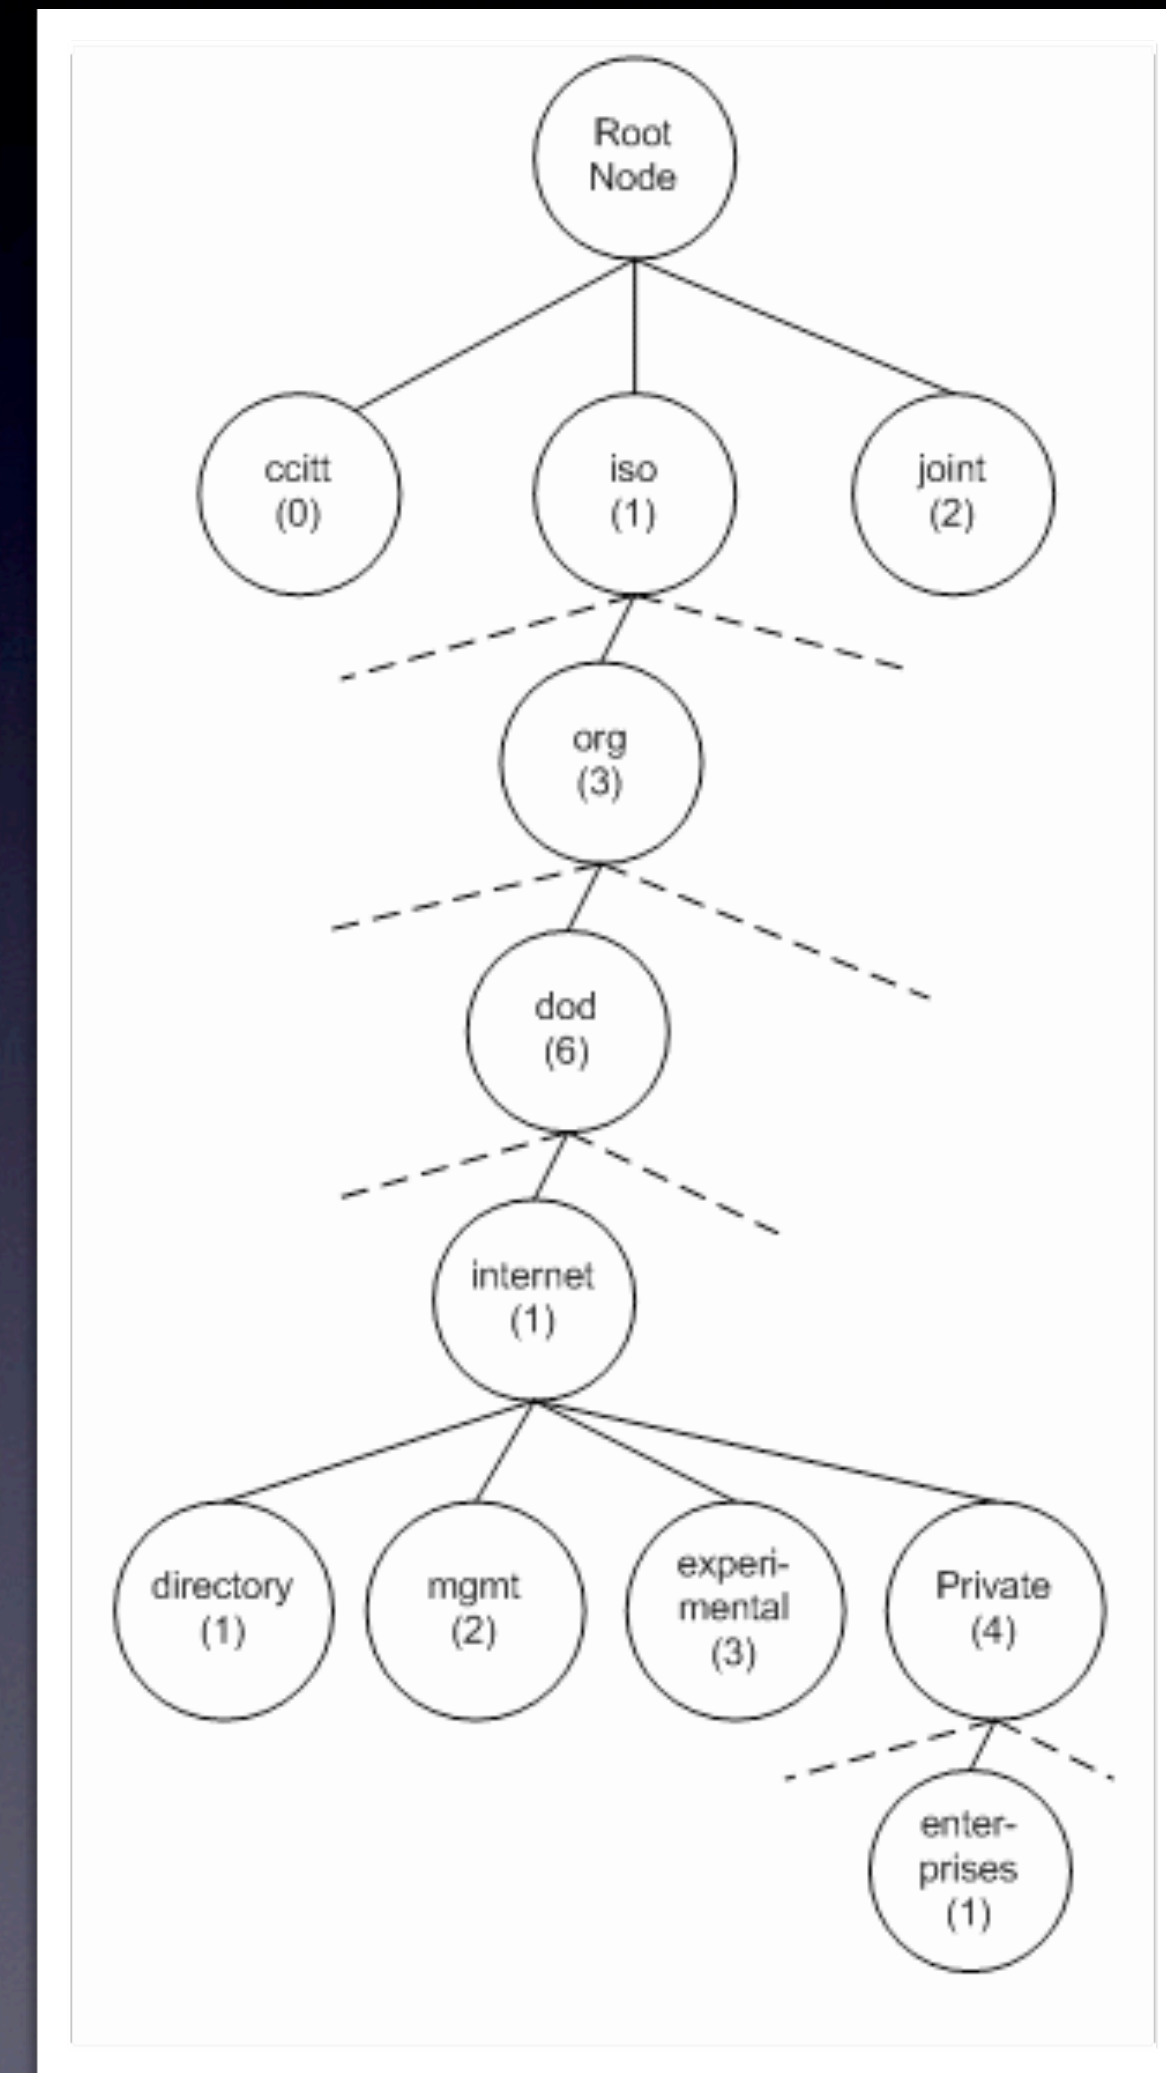 Root
Node
ccitt
(0)
iso
(1)
joint
(2)
org
(3)
dod
(6)
internet
(1)
directory
(1)
mgmt
(2)
experi-
mental
(3)
Private
(4)
enter-
prises
(1)